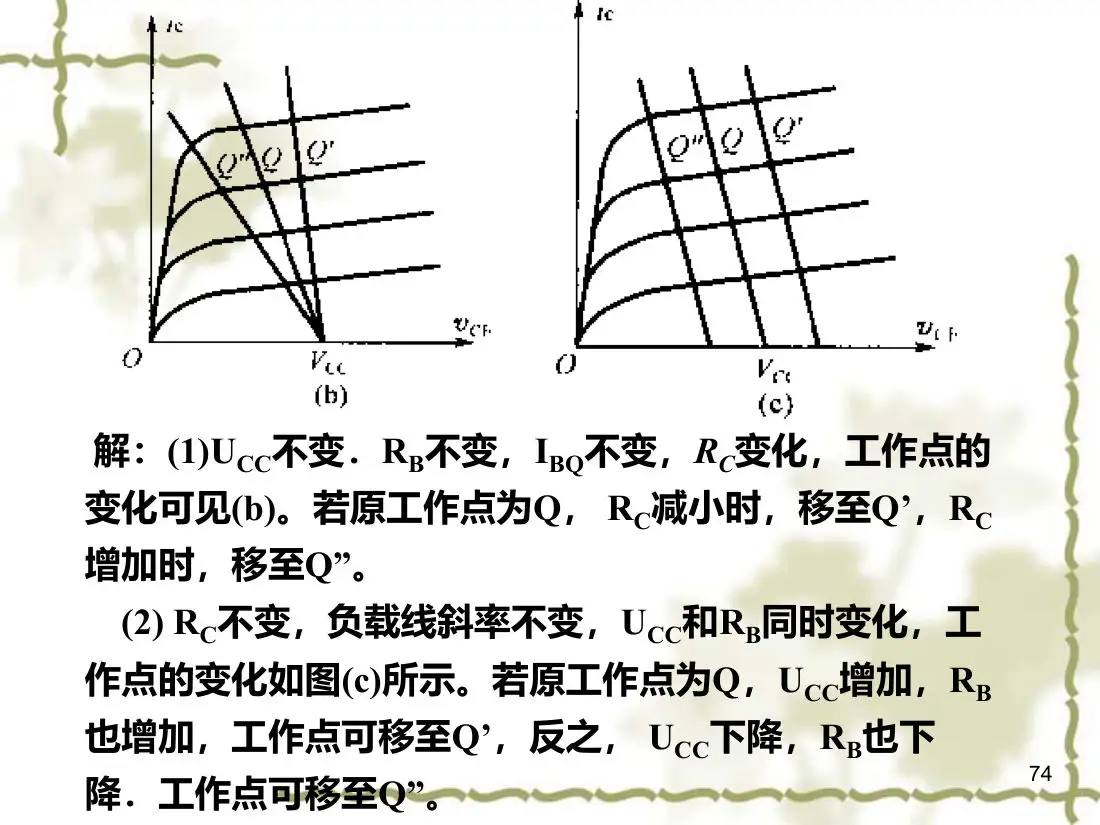 Ic
Ic
Q" Q Q'
Q" Q Q'
O
VCC
O
(b)
(c)
解：(1)UCC不变．RB不变，IBQ不变，RC变化，工作点的
变化可见(b)。若原工作点为Q， RC减小时，移至Q’，RC
增加时，移至Q”。
(2) RC不变，负载线斜率不变，UCC和RB同时变化，工
作点的变化如图(c)所示。若原工作点为Q，UCC增加，RB
也增加，工作点可移至Q’，反之， UCC下降，RB也下
降．工作点可移至Q”。
74